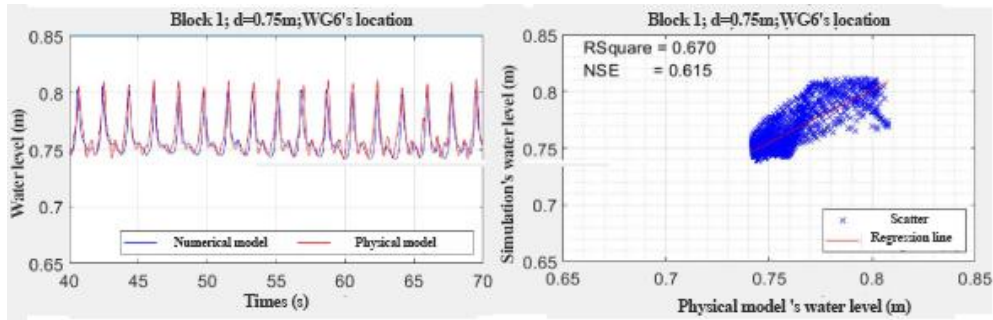 Block 1; d=0.75m;WG6's location
0.85
0.8
0.75
0.7
0.65
Water level (m)
Numerical model
Physical model
40 45 50 55 60 65 70
Times (s)
Block 1; d=0.75m;WG6's location
RSquare = 0.670
NSE = 0.615
0.85
0.8
0.75
0.7
0.65
Simulation's water level (m)
Scatter
Regression line
0.65 0.7 0.75 0.8 0.85
Physical model 's water level (m)